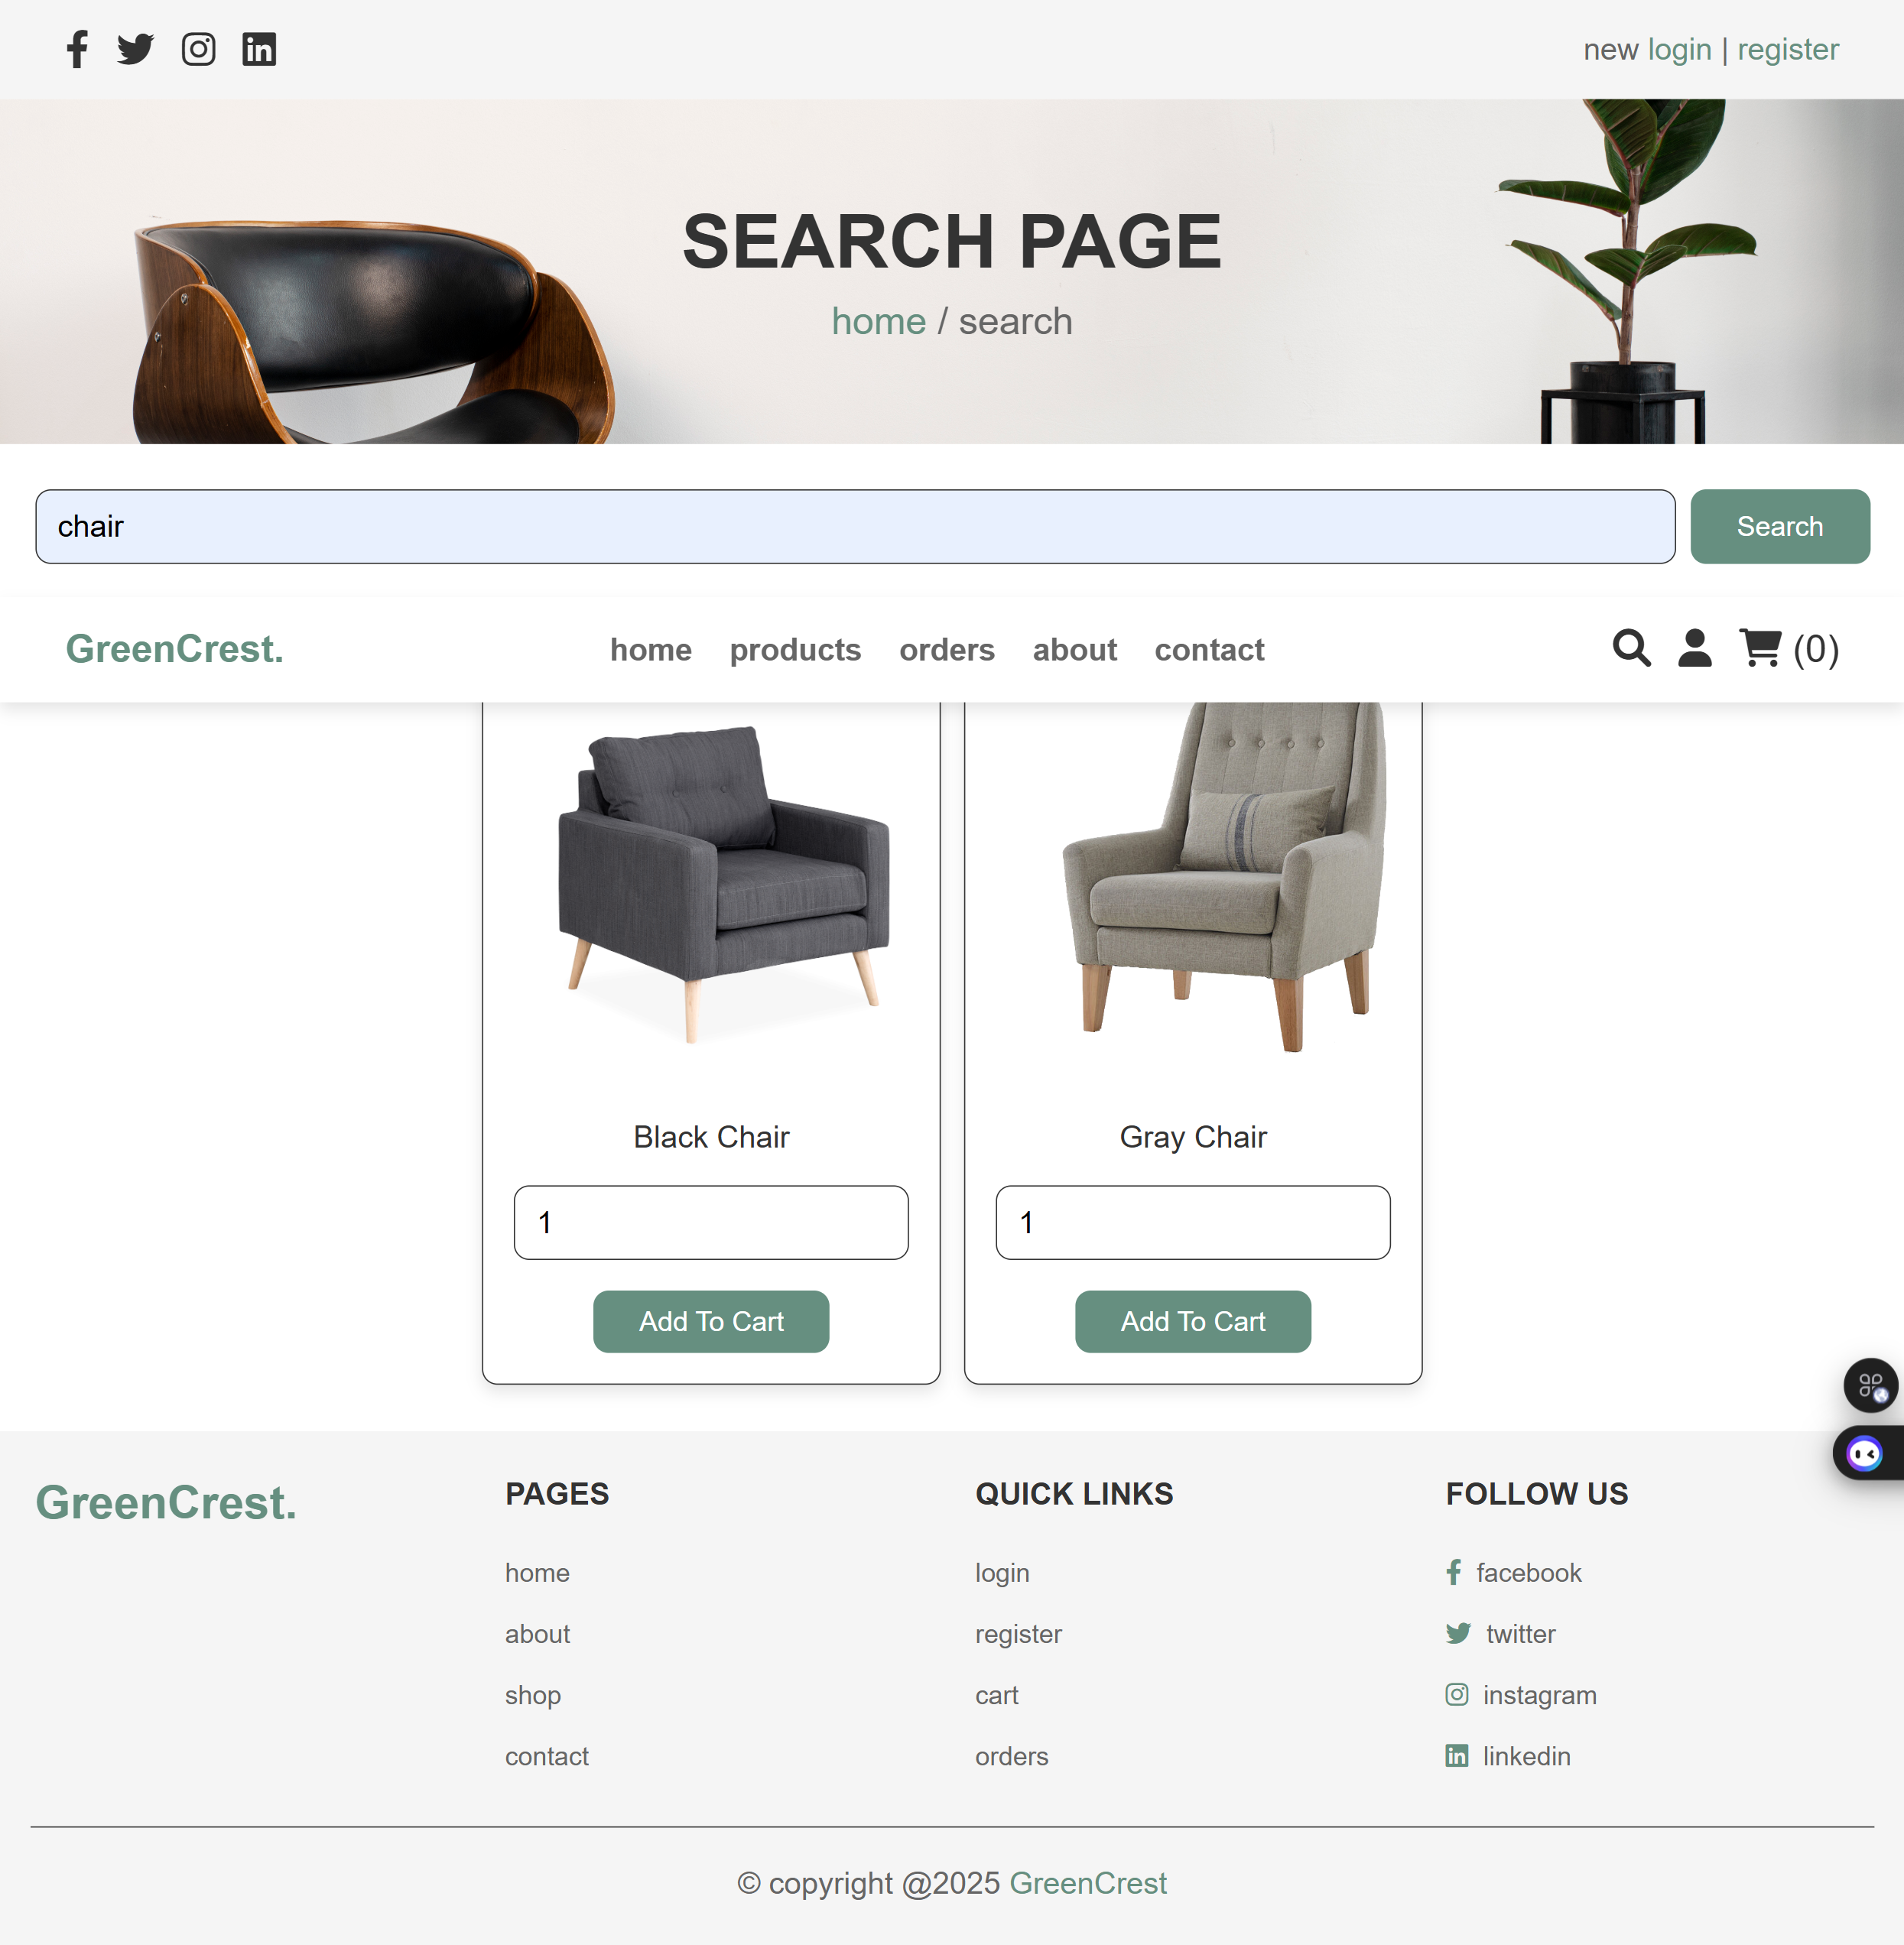 new login | register
SEARCH PAGE
home / search
chair
Search
GreenCrest.
home products orders about contact
(0)
Black Chair
Gray Chair
1
1
Add To Cart
Add To Cart
GreenCrest.
PAGES
home
about
shop
contact
QUICK LINKS
login
register
cart
orders
FOLLOW US
facebook
twitter
instagram
linkedin
© copyright @2025 GreenCrest